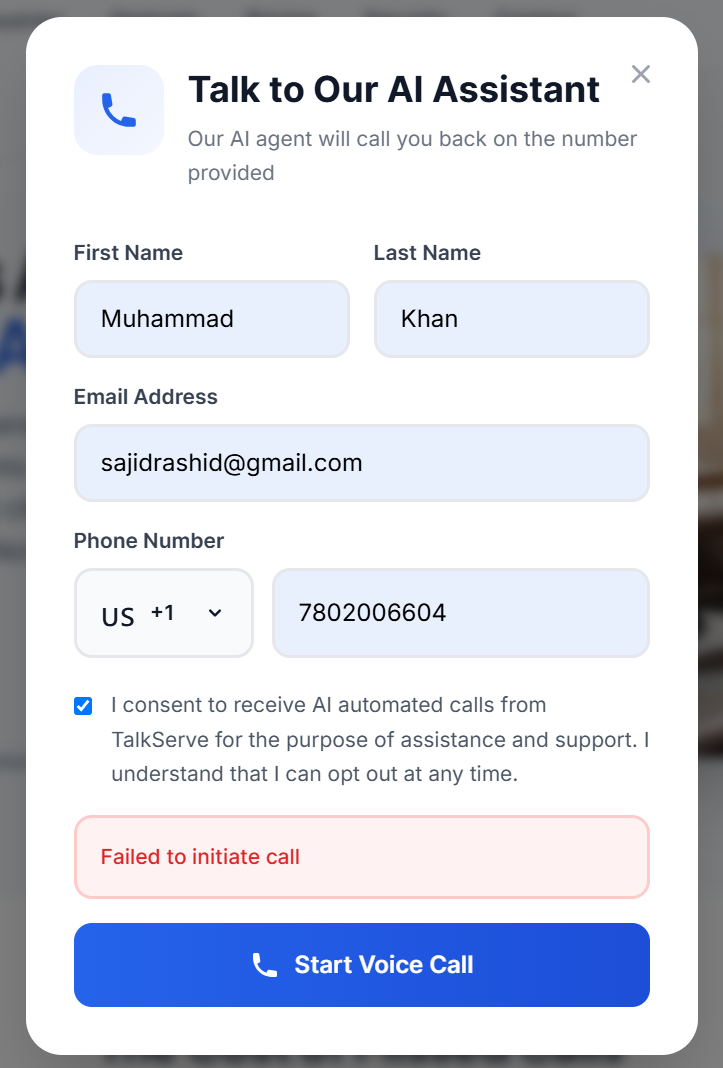 Talk to Our AI Assistant
Our AI agent will call you back on the number
provided
First Name
Last Name
Muhammad
Khan
Email Address
sajidrashid@gmail.com
Phone Number
US +1
7802006604
I consent to receive AI automated calls from
TalkServe for the purpose of assistance and support. I
understand that I can opt out at any time.
Failed to initiate call
Start Voice Call